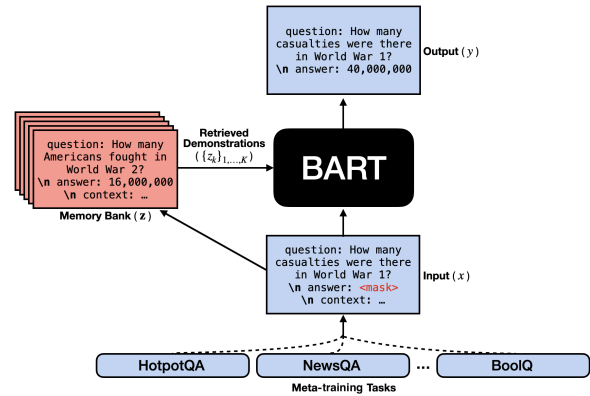 question: How many
casualties were there
in World War 1?
\n answer: 40,000,000
Output (y)
question: How many
Americans fought in
World War 2?
\n answer: 16,000,000
\n context: …
Memory Bank (z)
Retrieved
Demonstrations
({z_k}_{1,…,K})
BART
question: How many
casualties were there
in World War 1?
\n answer: <mask>
\n context: …
Input (x)
HotpotQA
NewsQA
...
BoolQ
Meta-training Tasks